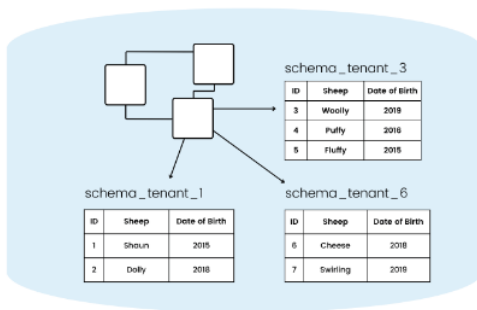 schema_tenant_3
ID Sheep Date of Birth
3 Woolly 2019
4 Puffy 2016
5 Fluffy 2015
schema_tenant_1
ID Sheep Date of Birth
1 Shaun 2015
2 Dolly 2018
schema_tenant_6
ID Sheep Date of Birth
6 Cheese 2018
7 Swirling 2019